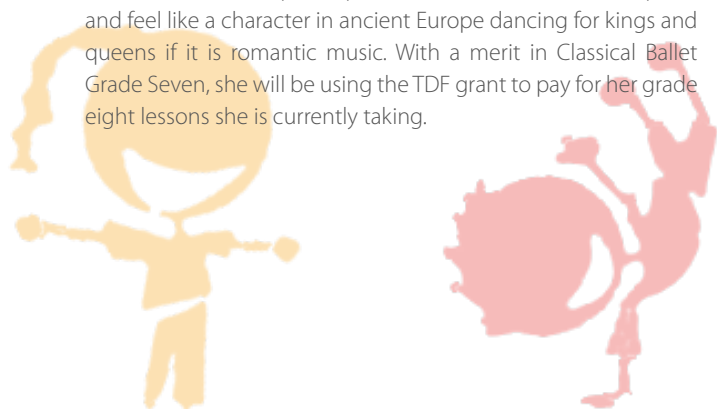 and feel like a character in ancient Europe dancing for kings and
queens if it is romantic music. With a merit in Classical Ballet
Grade Seven, she will be using the TDF grant to pay for her grade
eight lessons she is currently taking.